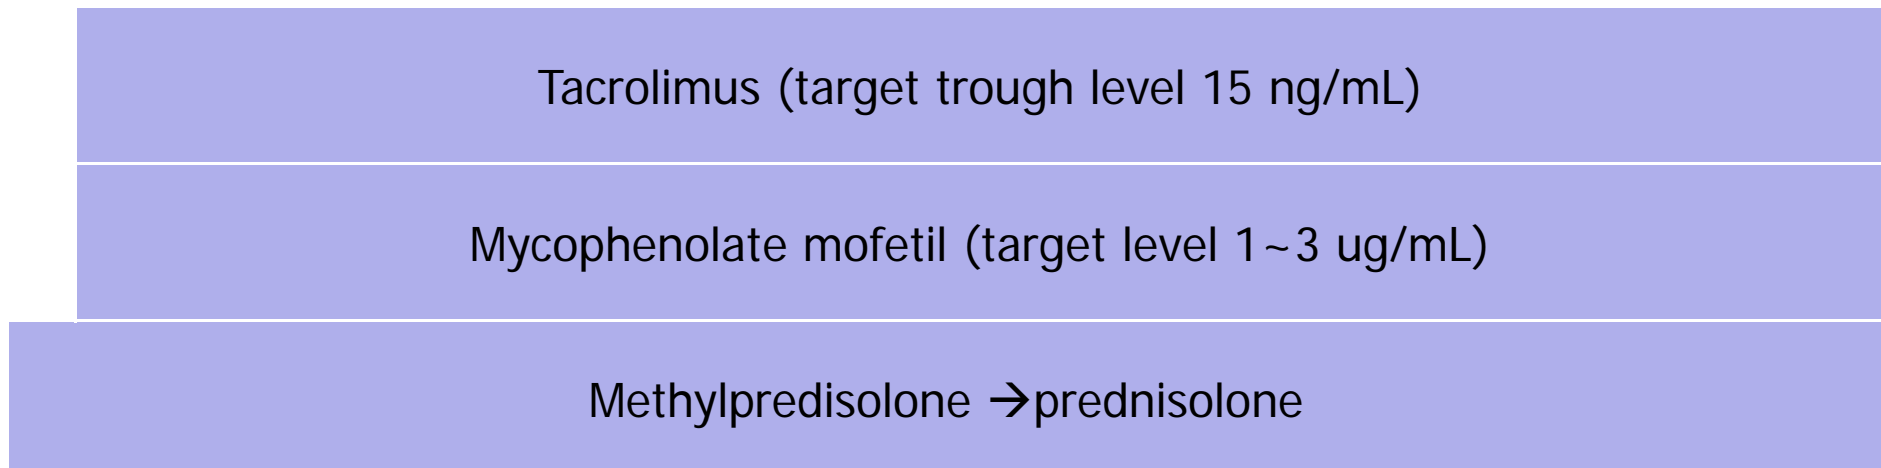 Tacrolimus (target trough level 15 ng/mL)
Mycophenolate mofetil (target level 1~3 ug/mL)
Methylpredisolone →prednisolone